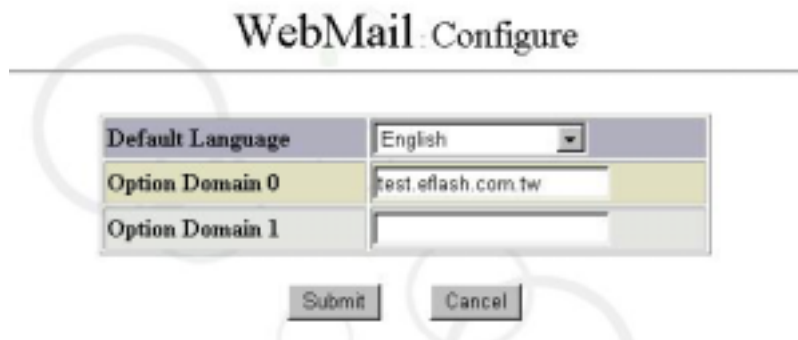 WebMail : Configure
Default Language English
Option Domain 0 test.eflash.com.tw
Option Domain 1
Submit Cancel